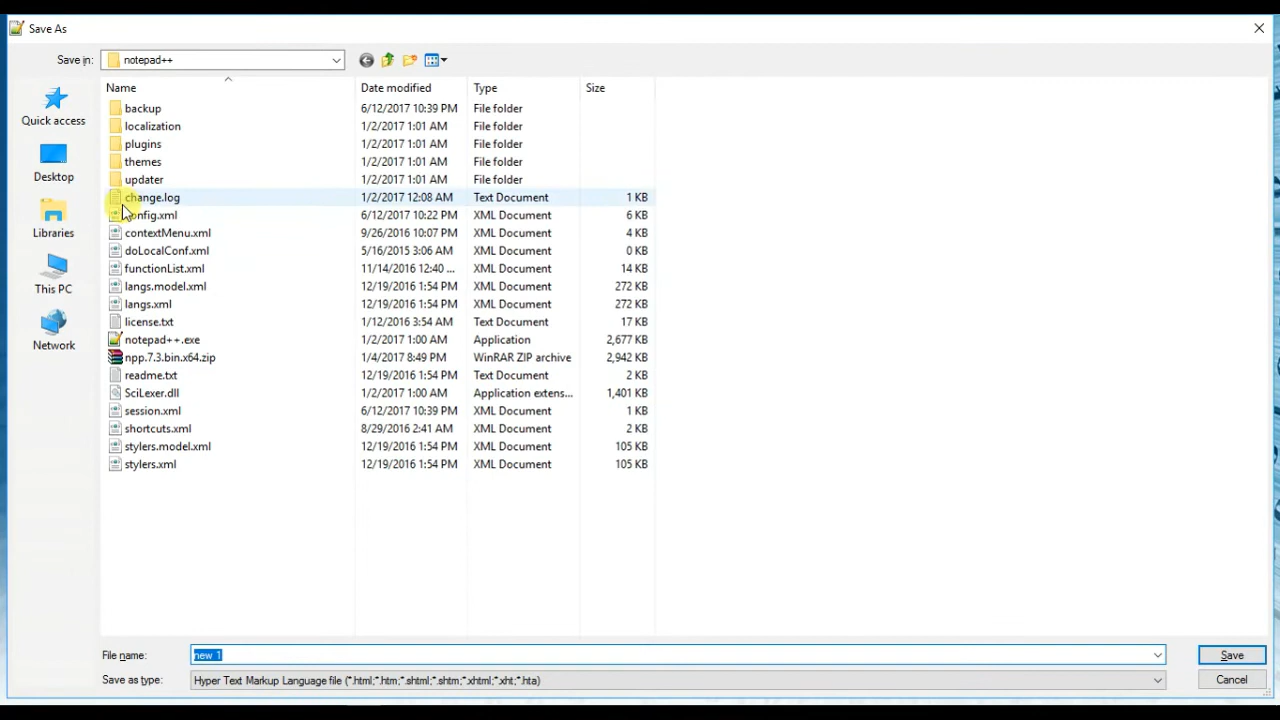 Save As
Save in: notepad++
Name Date modified Type Size
Quick access
Desktop
Libraries
This PC
Network
backup 6/12/2017 10:39 PM File folder
localization 1/2/2017 1:01 AM File folder
plugins 1/2/2017 1:01 AM File folder
themes 1/2/2017 1:01 AM File folder
updater 1/2/2017 1:01 AM File folder
change.log 1/2/2017 12:08 AM Text Document 1 KB
config.xml 6/12/2017 10:22 PM XML Document 6 KB
contextMenu.xml 9/26/2016 10:07 PM XML Document 4 KB
doLocalConf.xml 5/16/2015 3:06 AM XML Document 0 KB
functionList.xml 11/14/2016 12:40 ... XML Document 14 KB
langs.model.xml 12/19/2016 1:54 PM XML Document 272 KB
langs.xml 12/19/2016 1:54 PM XML Document 272 KB
license.txt 1/12/2016 3:54 AM Text Document 17 KB
notepad++.exe 1/2/2017 1:00 AM Application 2,677 KB
npp.7.3.bin.x64.zip 1/4/2017 8:49 PM WinRAR ZIP archive 2,942 KB
readme.txt 12/19/2016 1:54 PM Text Document 2 KB
SciLexer.dll 1/2/2017 1:00 AM Application extens... 1,401 KB
session.xml 6/12/2017 10:39 PM XML Document 1 KB
shortcuts.xml 8/29/2016 2:41 AM XML Document 2 KB
stylers.model.xml 12/19/2016 1:54 PM XML Document 105 KB
stylers.xml 12/19/2016 1:54 PM XML Document 105 KB
File name: new 1 Save
Save as type: Hyper Text Markup Language file (*.html;*.htm;*.shtml;*.shtm;*.xhtml;*.xht;*.hta) Cancel